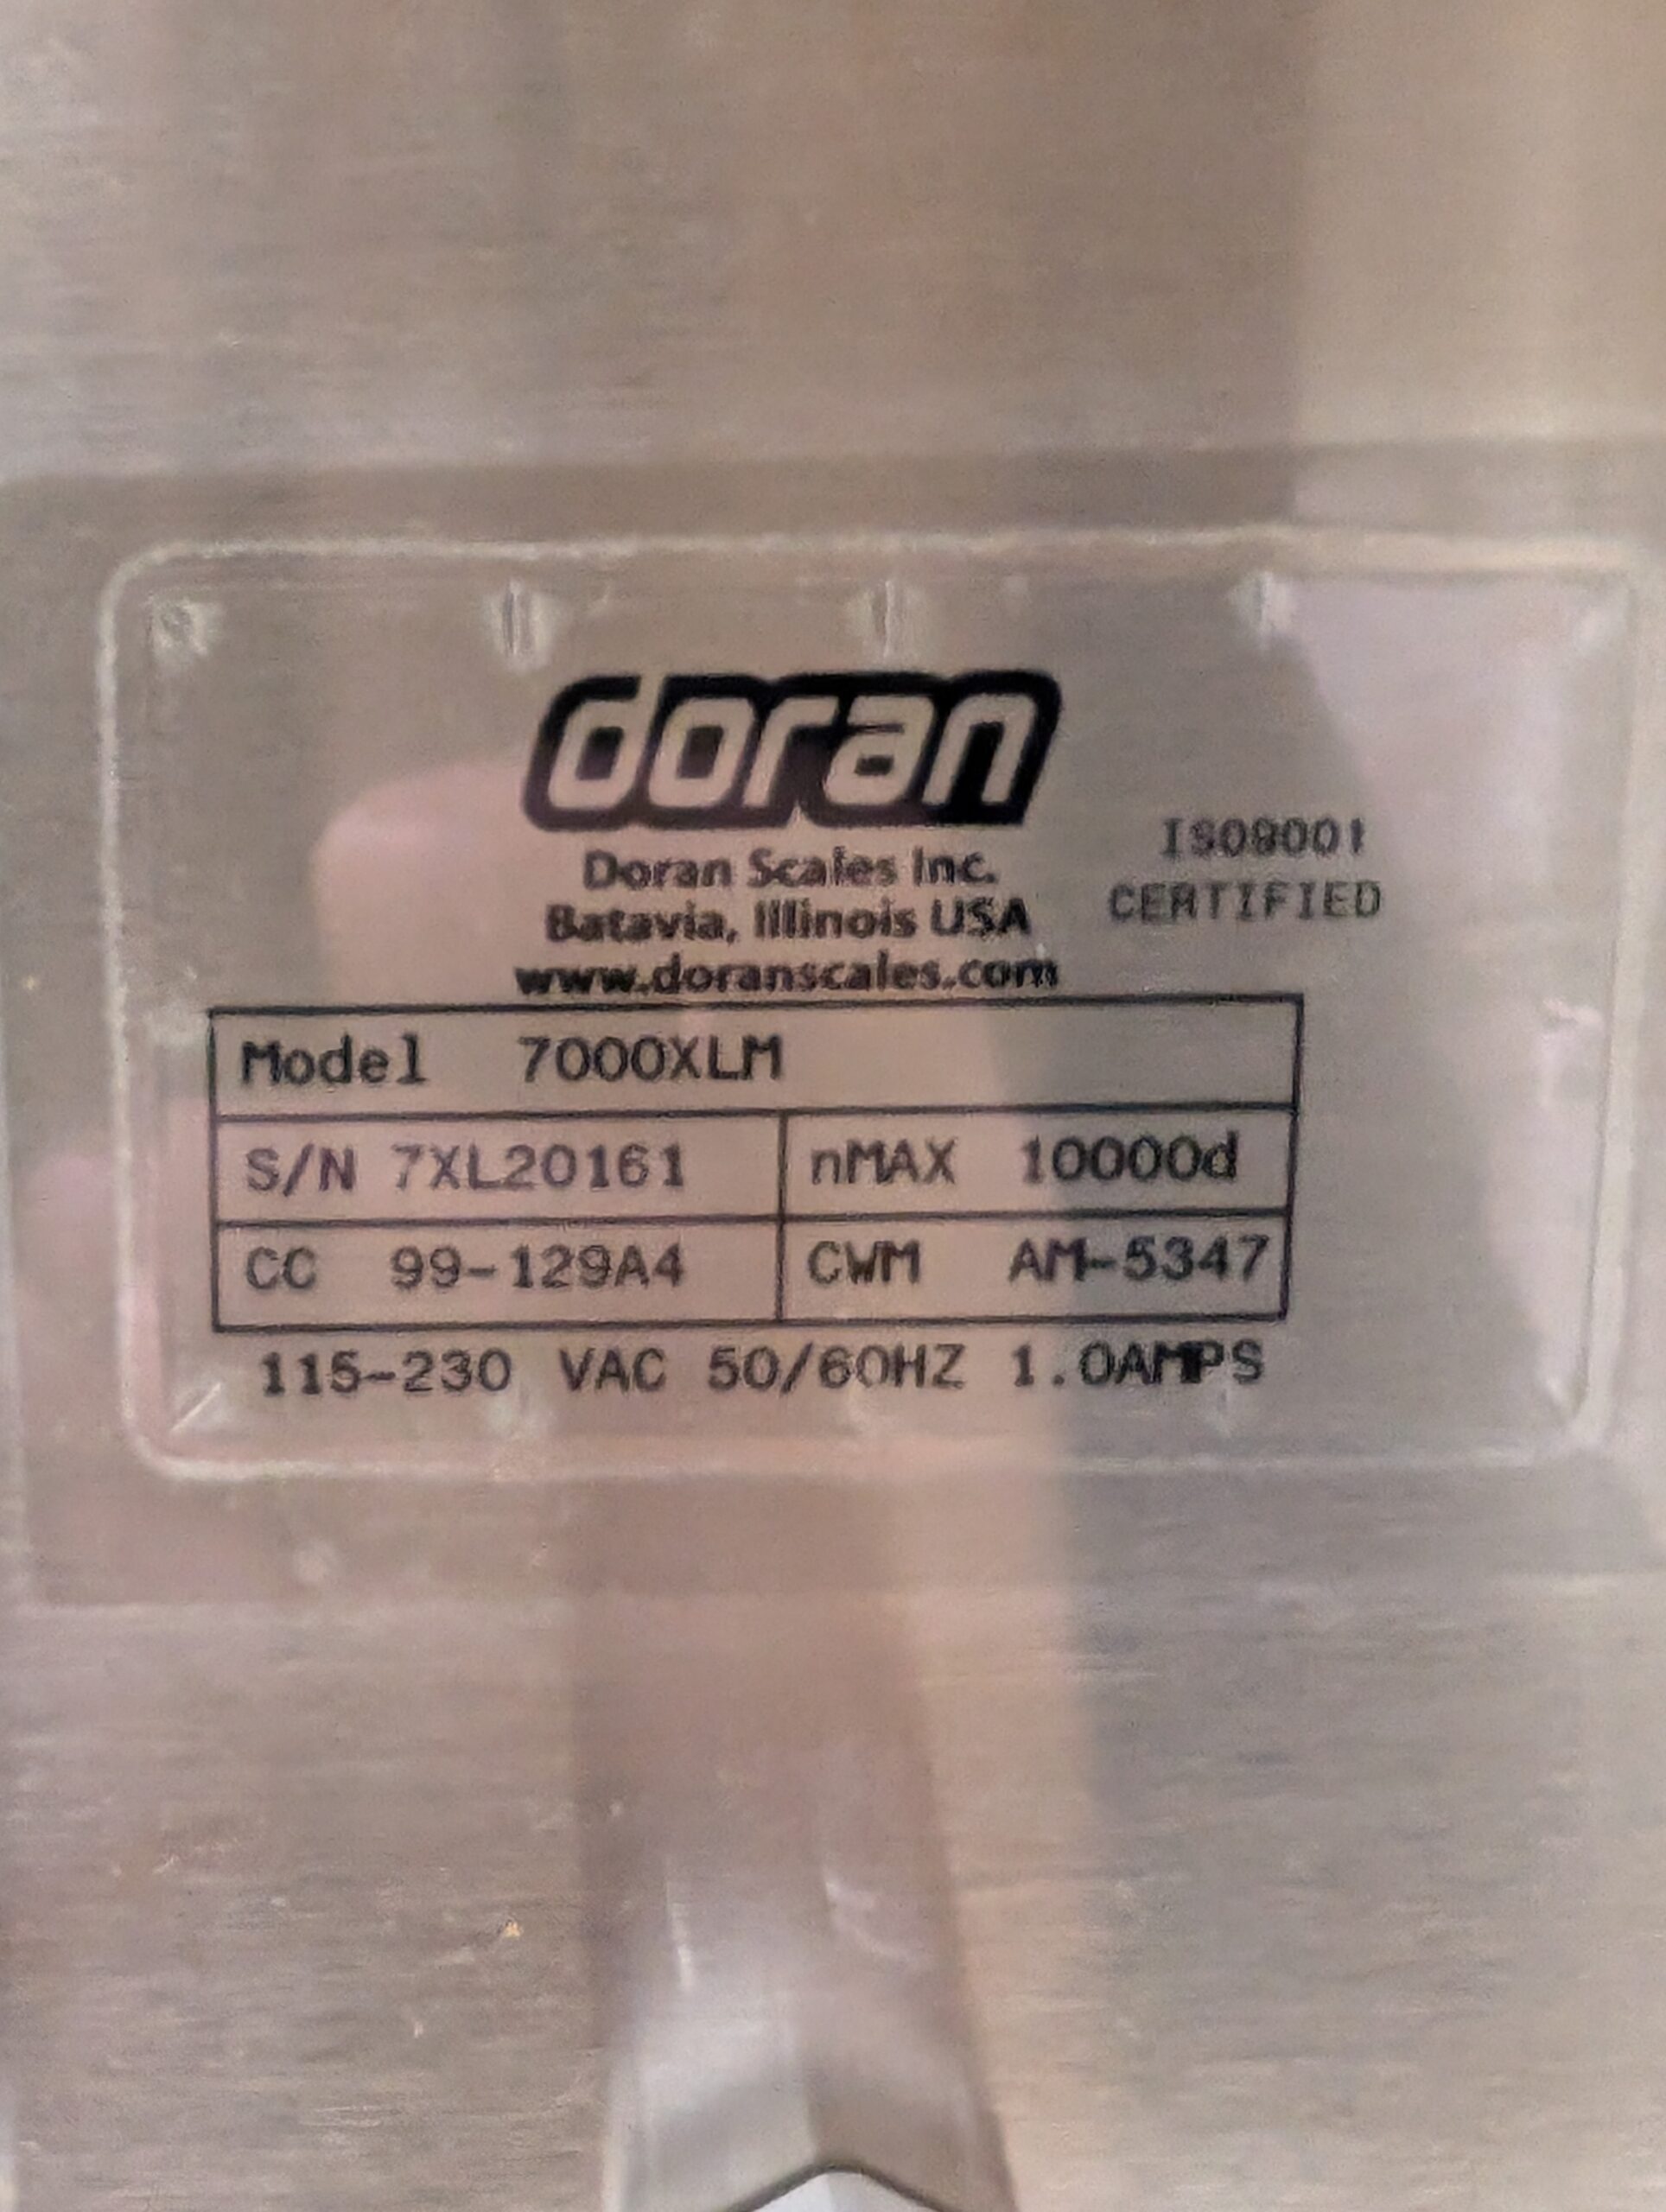 doran
Doran Scales Inc.
Batavia, Illinois USA
www.doranscales.com
ISO9001
CERTIFIED
Model 7000XLM
S/N 7XL20161 nMAX 10000d
CC 99-129A4 CWM AM-5347
115-230 VAC 50/60HZ 1.0AMPS